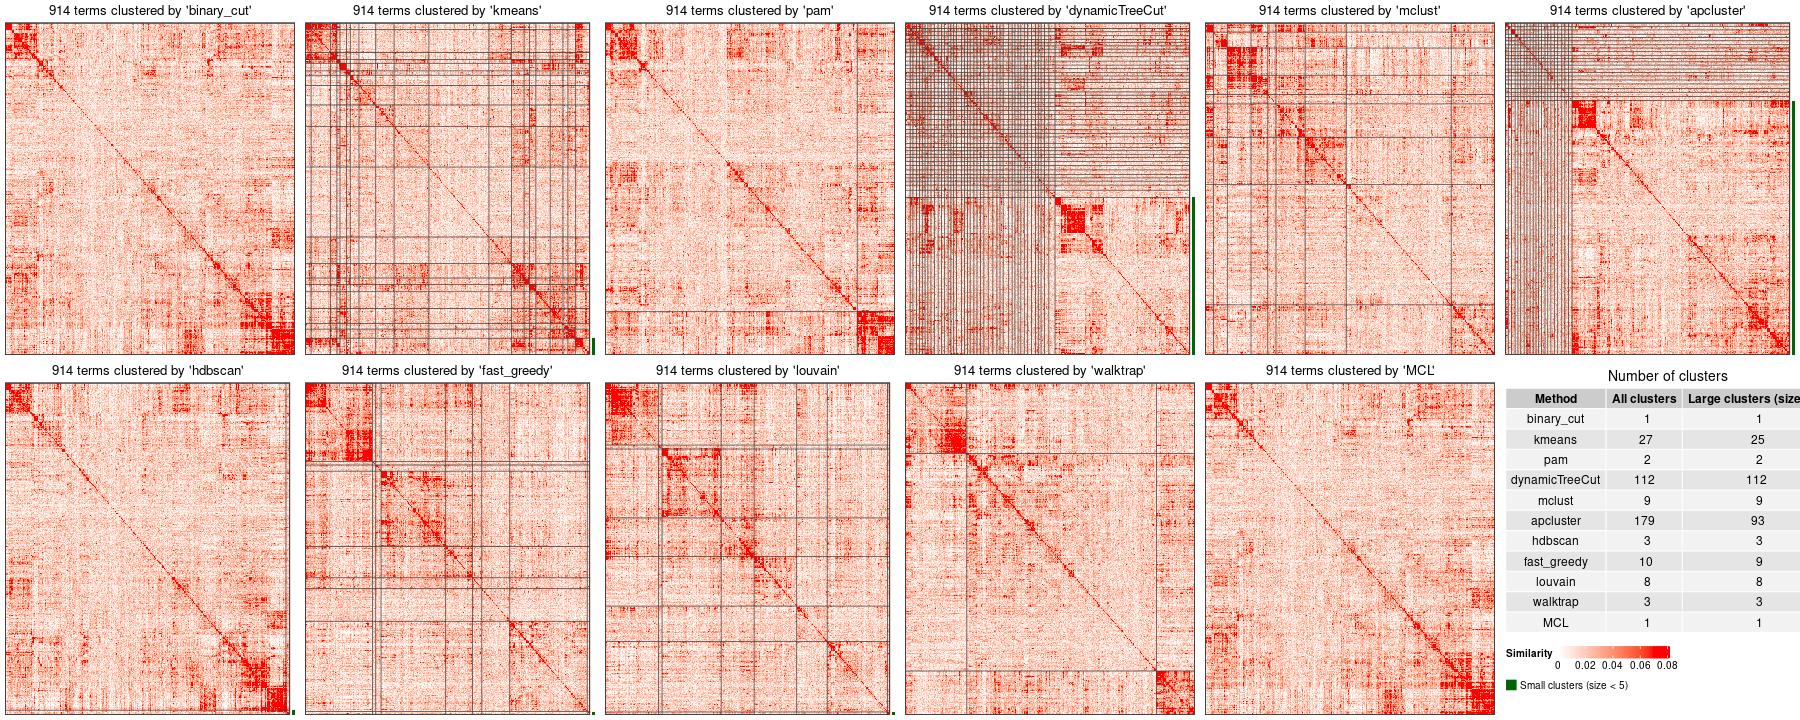 914 terms clustered by 'binary_cut'
914 terms clustered by 'kmeans'
914 terms clustered by 'pam'
914 terms clustered by 'dynamicTreeCut'
914 terms clustered by 'mclust'
914 terms clustered by 'apcluster'
914 terms clustered by 'hdbscan'
914 terms clustered by 'fast_greedy'
914 terms clustered by 'louvain'
914 terms clustered by 'walktrap'
914 terms clustered by 'MCL'
Number of clusters
Method All clusters Large clusters (size
binary_cut 1 1
kmeans 27 25
pam 2 2
dynamicTreeCut 112 112
mclust 9 9
apcluster 179 93
hdbscan 3 3
fast_greedy 10 9
louvain 8 8
walktrap 3 3
MCL 1 1
Similarity
0 0.02 0.04 0.06 0.08
Small clusters (size < 5)